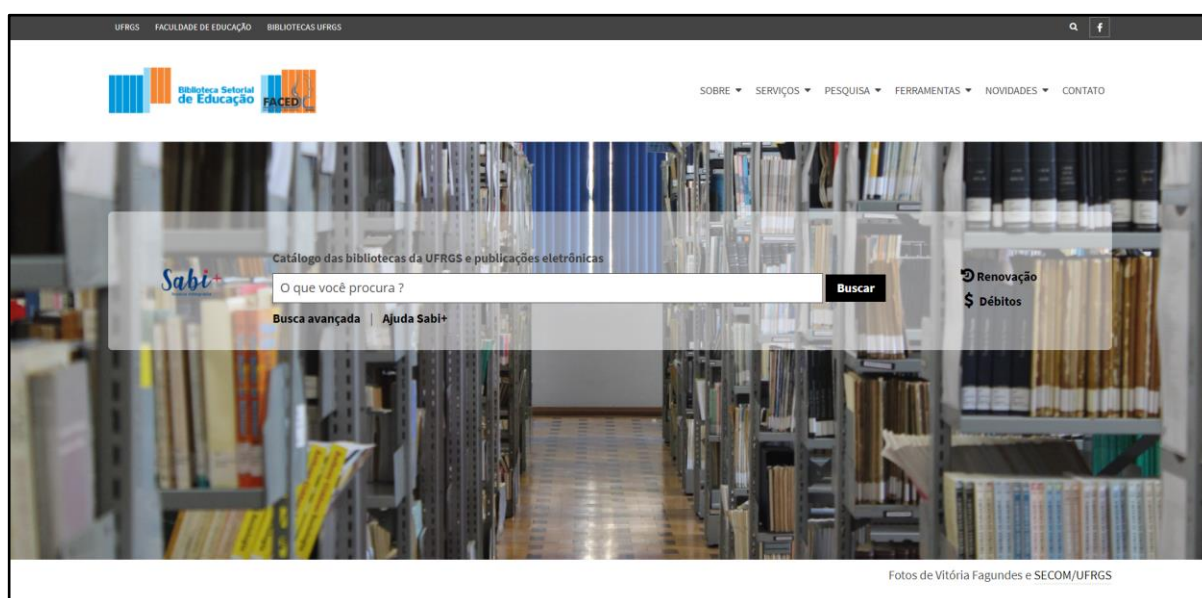 UFRGS FACULDADE DE EDUCAÇÃO BIBLIOTECAS UFRGS
Biblioteca Setorial
de Educação
FACED
SOBRE SERVIÇOS PESQUISA FERRAMENTAS NOVIDADES CONTATO
Catálogo das bibliotecas da UFRGS e publicações eletrônicas
Sabi+
O que você procura ?
Buscar
Renovação
Débitos
Busca avançada | Ajuda Sabi+
Fotos de Vitória Fagundes e SECOM/UFRGS